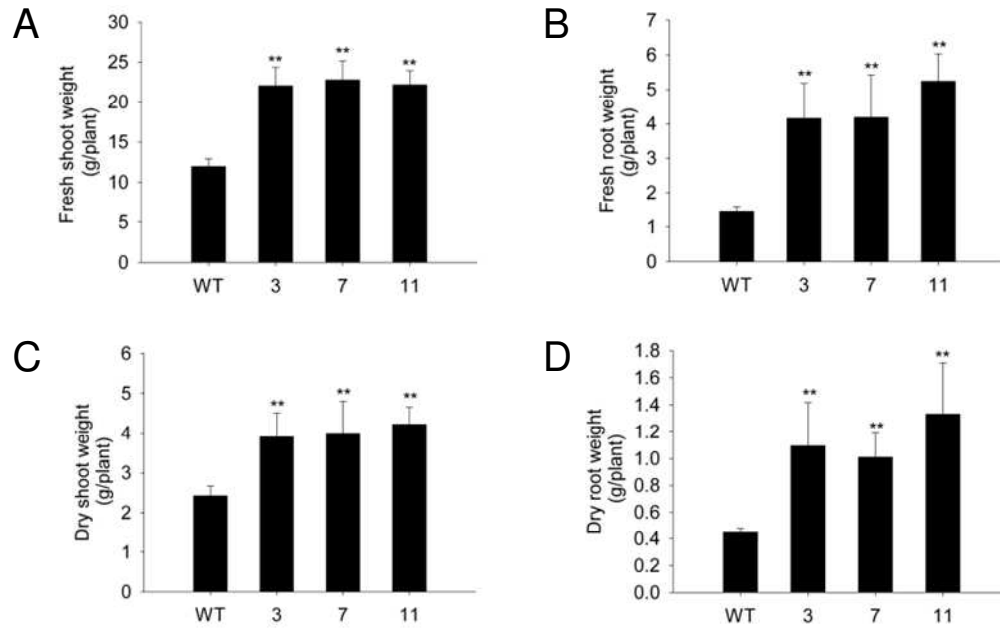 A
Fresh shoot weight
(g/plant)
30
25
20
15
10
5
0
**
**
**
WT 3 7 11
B
Fresh root weight
(g/plant)
7
6
5
4
3
2
1
0
**
**
**
WT 3 7 11
C
Dry shoot weight
(g/plant)
6
5
4
3
2
1
0
**
**
**
WT 3 7 11
D
Dry root weight
(g/plant)
1.8
1.6
1.4
1.2
1.0
0.8
0.6
0.4
0.2
0.0
**
**
**
WT 3 7 11